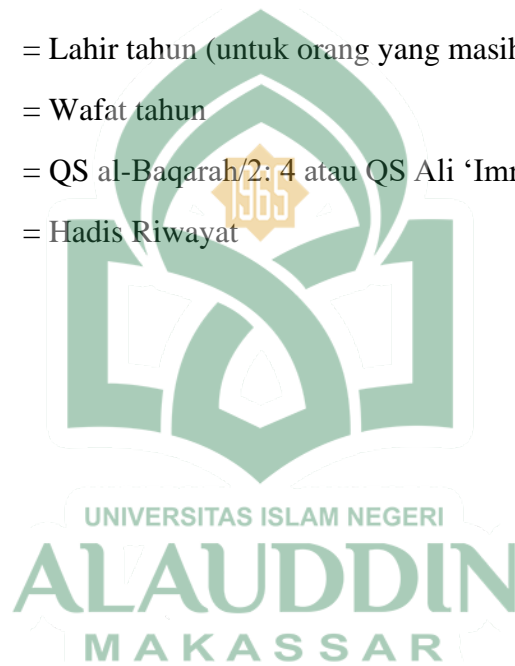 = Lahir tahun (untuk orang yang masih
= Wafat tahun
= QS al-Baqarah/2: 4 atau QS Ali ‘Imr
1965
= Hadis Riwayat
UNIVERSITAS ISLAM NEGERI
ALAUDDIN
MAKASSAR